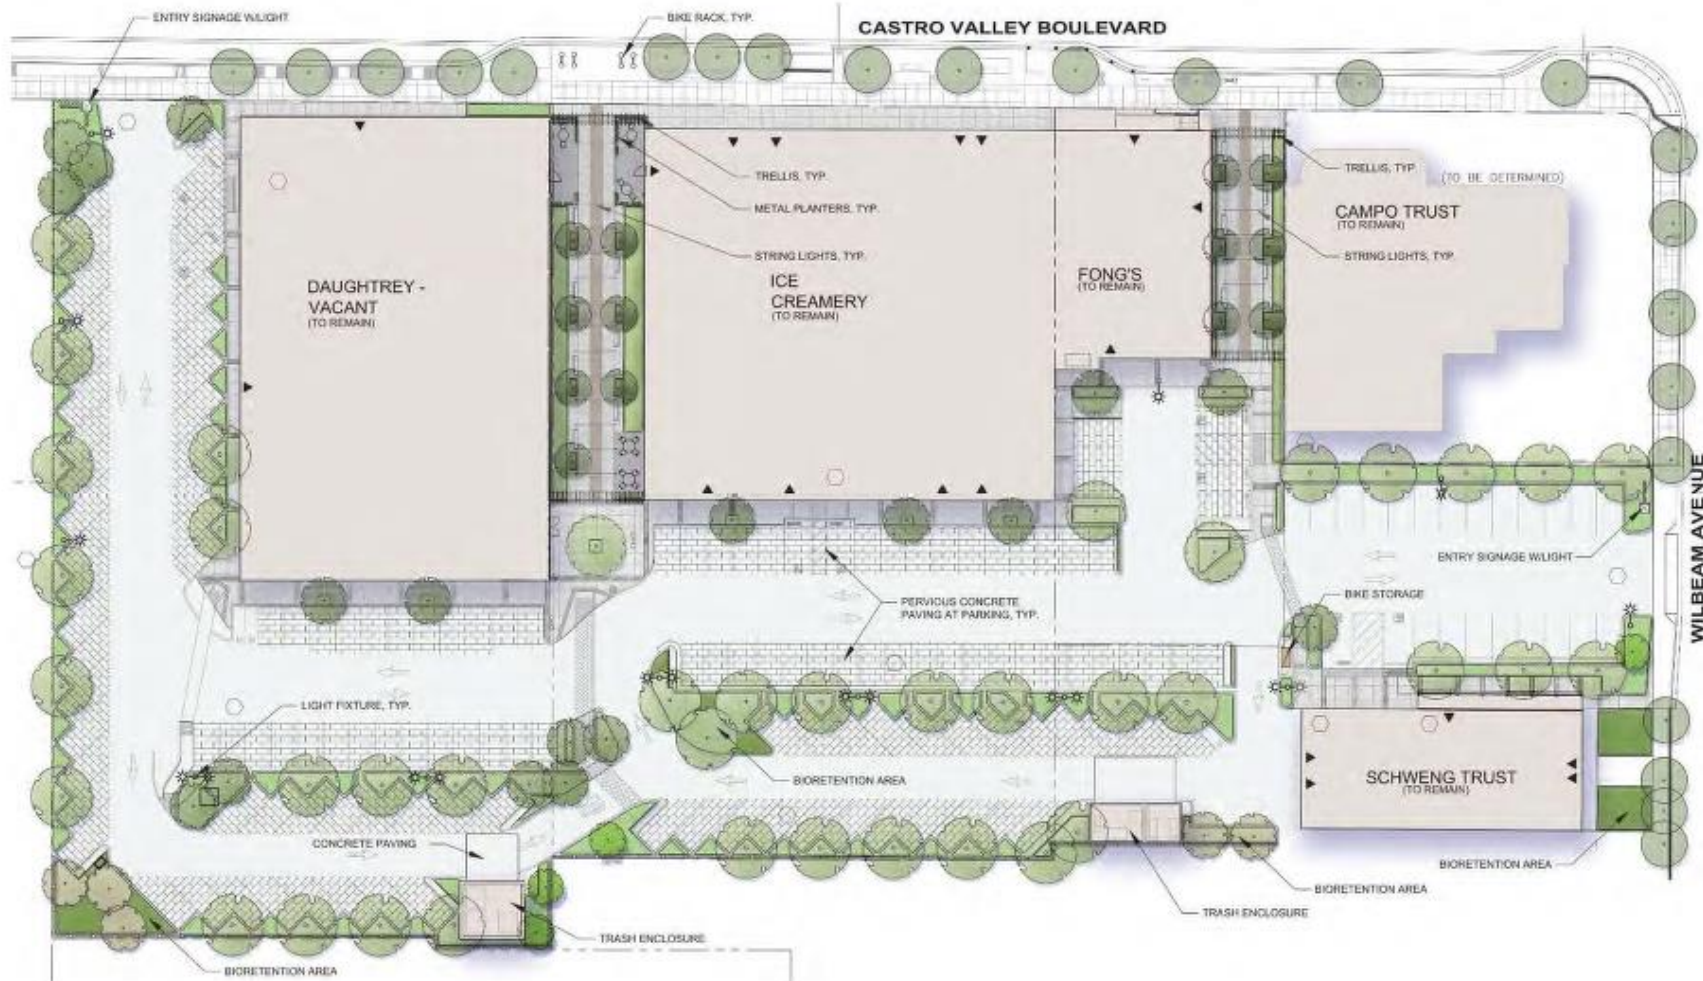 ENTRY SIGNAGE W/LIGHT
BIKE RACK, TYP.
CASTRO VALLEY BOULEVARD
TRELLIS, TYP.
METAL PLANTERS, TYP.
STRING LIGHTS, TYP.
TRELLIS, TYP.
(TO BE DETERMINED)
CAMPO TRUST
(TO REMAIN)
STRING LIGHTS, TYP.
DAUGHTREY -
VACANT
(TO REMAIN)
ICE
CREAMERY
(TO REMAIN)
FONG'S
(TO REMAIN)
WILBEAM AVENUE
ENTRY SIGNAGE W/LIGHT
BIKE STORAGE
PERVIOUS CONCRETE
PAVING AT PARKING, TYP.
LIGHT FIXTURE, TYP.
BIORETENTION AREA
SCHWENG TRUST
(TO REMAIN)
CONCRETE PAVING
BIORETENTION AREA
BIORETENTION AREA
TRASH ENCLOSURE
TRASH ENCLOSURE
BIORETENTION AREA